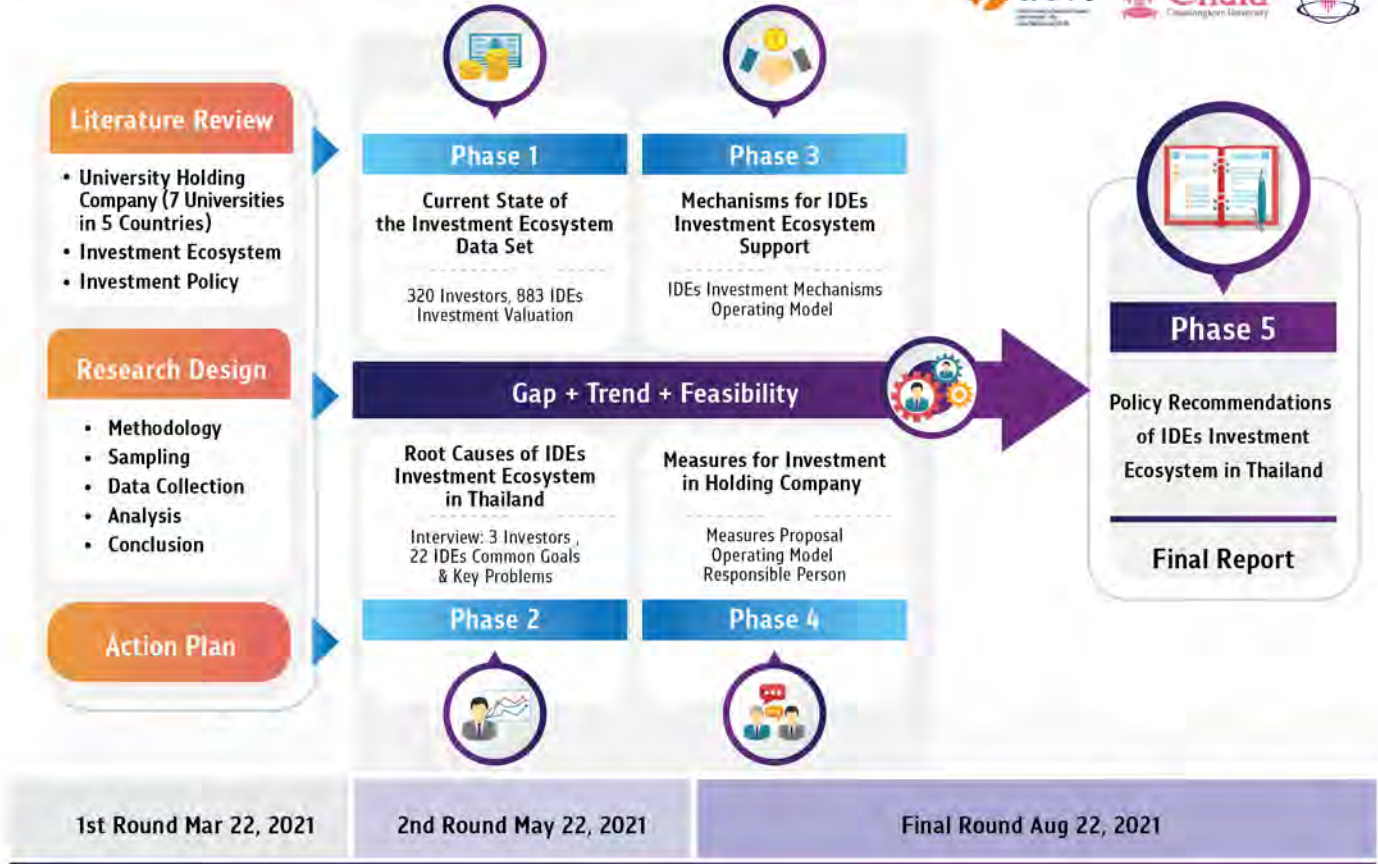 Chulalongkorn University
Literature Review
• University Holding
Company (7 Universities
in 5 Countries)
• Investment Ecosystem
• Investment Policy
Research Design
• Methodology
• Sampling
• Data Collection
• Analysis
• Conclusion
Action Plan
Phase 1
Current State of
the Investment Ecosystem
Data Set
320 Investors, 883 IDEs
Investment Valuation
Phase 3
Mechanisms for IDEs
Investment Ecosystem
Support
IDEs Investment Mechanisms
Operating Model
Gap + Trend + Feasibility
Root Causes of IDEs
Investment Ecosystem
in Thailand
Interview: 3 Investors ,
22 IDEs Common Goals
& Key Problems
Phase 2
Measures for Investment
in Holding Company
Measures Proposal
Operating Model
Responsible Person
Phase 4
Phase 5
Policy Recommendations
of IDEs Investment
Ecosystem in Thailand
Final Report
1st Round Mar 22, 2021
2nd Round May 22, 2021
Final Round Aug 22, 2021